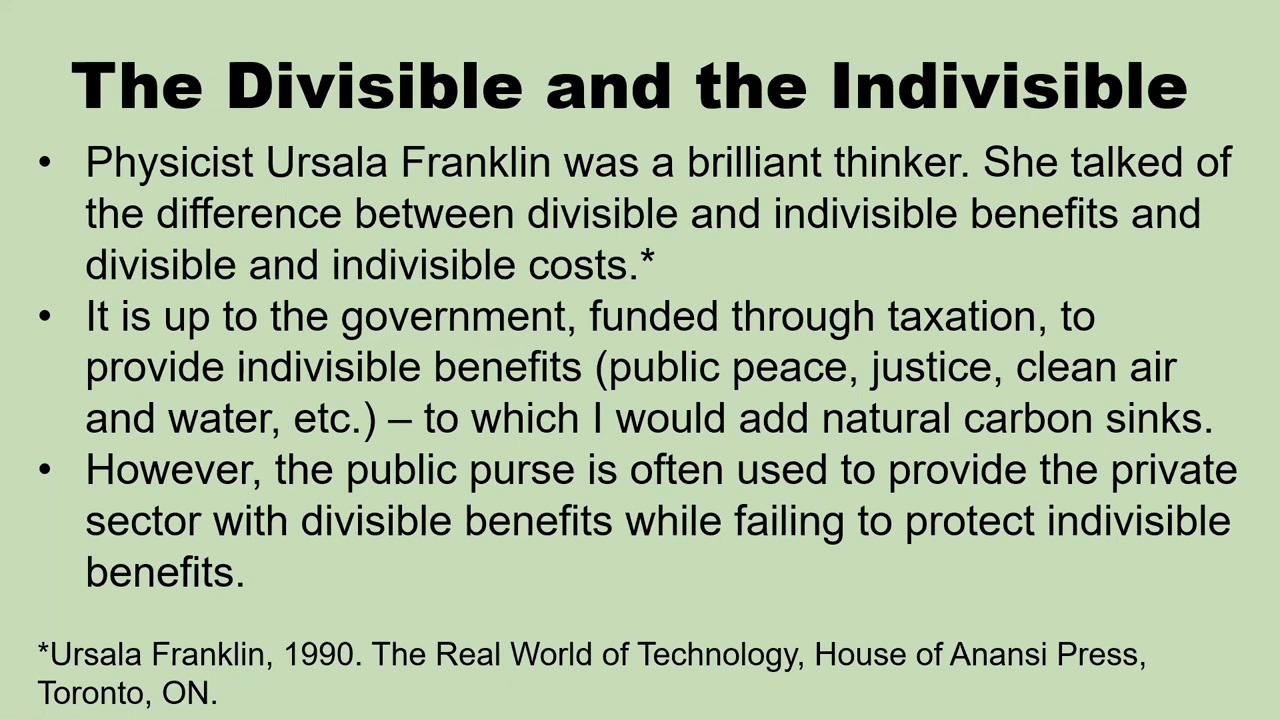 The Divisible and the Indivisible
• Physicist Ursala Franklin was a brilliant thinker. She talked of
the difference between divisible and indivisible benefits and
divisible and indivisible costs.*
• It is up to the government, funded through taxation, to
provide indivisible benefits (public peace, justice, clean air
and water, etc.) – to which I would add natural carbon sinks.
• However, the public purse is often used to provide the private
sector with divisible benefits while failing to protect indivisible
benefits.
*Ursala Franklin, 1990. The Real World of Technology, House of Anansi Press,
Toronto, ON.